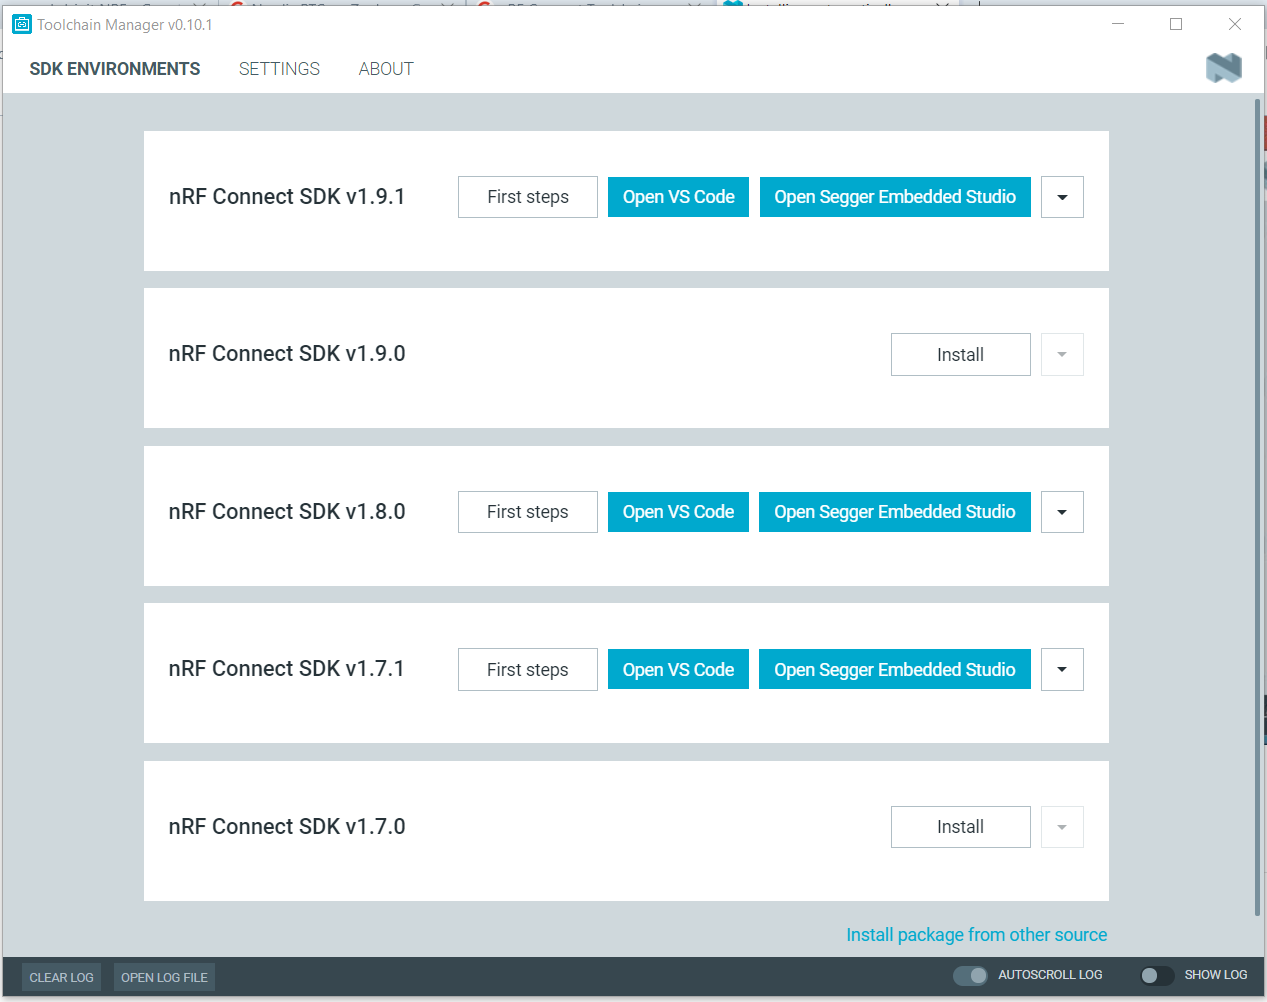 Toolchain Manager v0.10.1
SDK ENVIRONMENTS SETTINGS ABOUT
nRF Connect SDK v1.9.1 First steps Open VS Code Open Segger Embedded Studio
nRF Connect SDK v1.9.0 Install
nRF Connect SDK v1.8.0 First steps Open VS Code Open Segger Embedded Studio
nRF Connect SDK v1.7.1 First steps Open VS Code Open Segger Embedded Studio
nRF Connect SDK v1.7.0 Install
Install package from other source
CLEAR LOG OPEN LOG FILE AUTOSCROLL LOG SHOW LOG